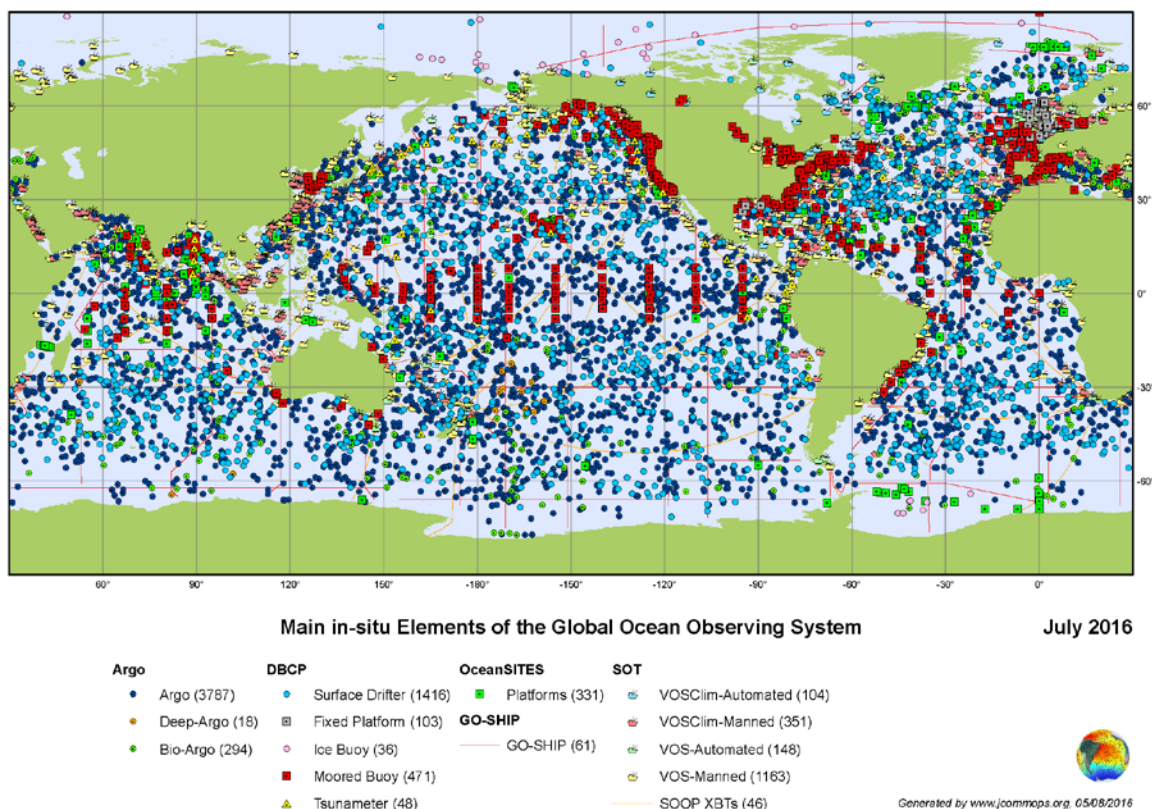 60°
30°
0°
-30°
-60°
60° 90° 120° 150° -180° -150° -120° -90° -60° -30° 0°
Main in-situ Elements of the Global Ocean Observing System July 2016
Argo DBCP OceanSITES SOT
Argo (3787) Surface Drifter (1416) Platforms (331) VOSClim-Automated (104)
Deep-Argo (18) Fixed Platform (103) GO-SHIP VOSClim-Manned (351)
Bio-Argo (294) Ice Buoy (36) GO-SHIP (61) VOS-Automated (148)
Moored Buoy (471) VOS-Manned (1163)
Tsunameter (48) SOOP XBTs (46)
Generated by www.jcommops.org, 05/08/2016